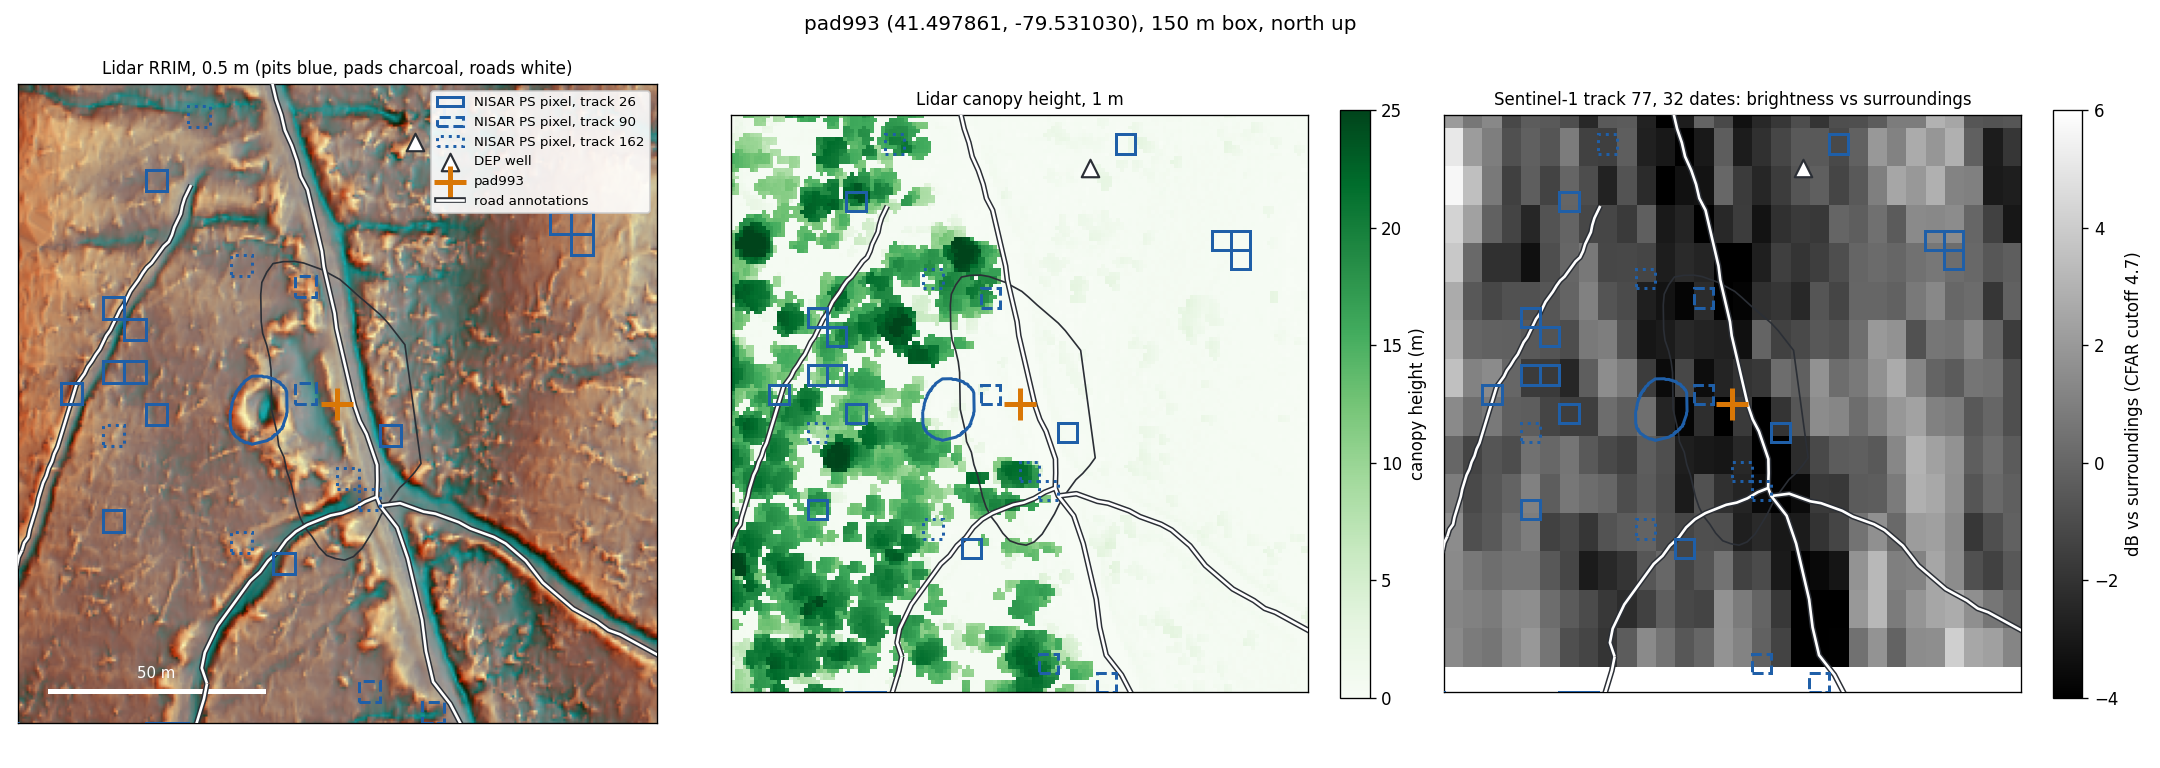 pad993 (41.497861, -79.531030), 150 m box, north up
Lidar RRIM, 0.5 m (pits blue, pads charcoal, roads white)
NISAR PS pixel, track 26
NISAR PS pixel, track 90
NISAR PS pixel, track 162
DEP well
pad993
road annotations
50 m
Lidar canopy height, 1 m
25
20
15
10
5
0
canopy height (m)
Sentinel-1 track 77, 32 dates: brightness vs surroundings
6
4
2
0
−2
−4
dB vs surroundings (CFAR cutoff 4.7)